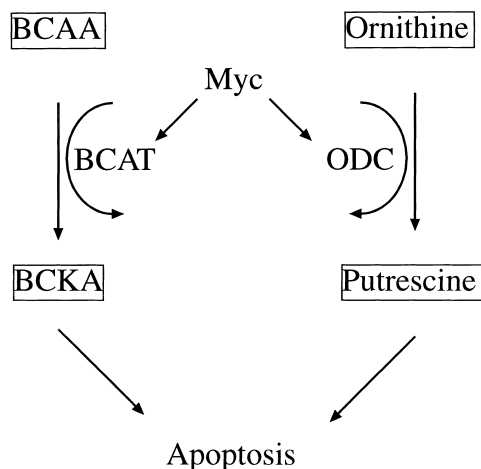 BCAA
Ornithine
Myc
BCAT
ODC
BCKA
Putrescine
Apoptosis